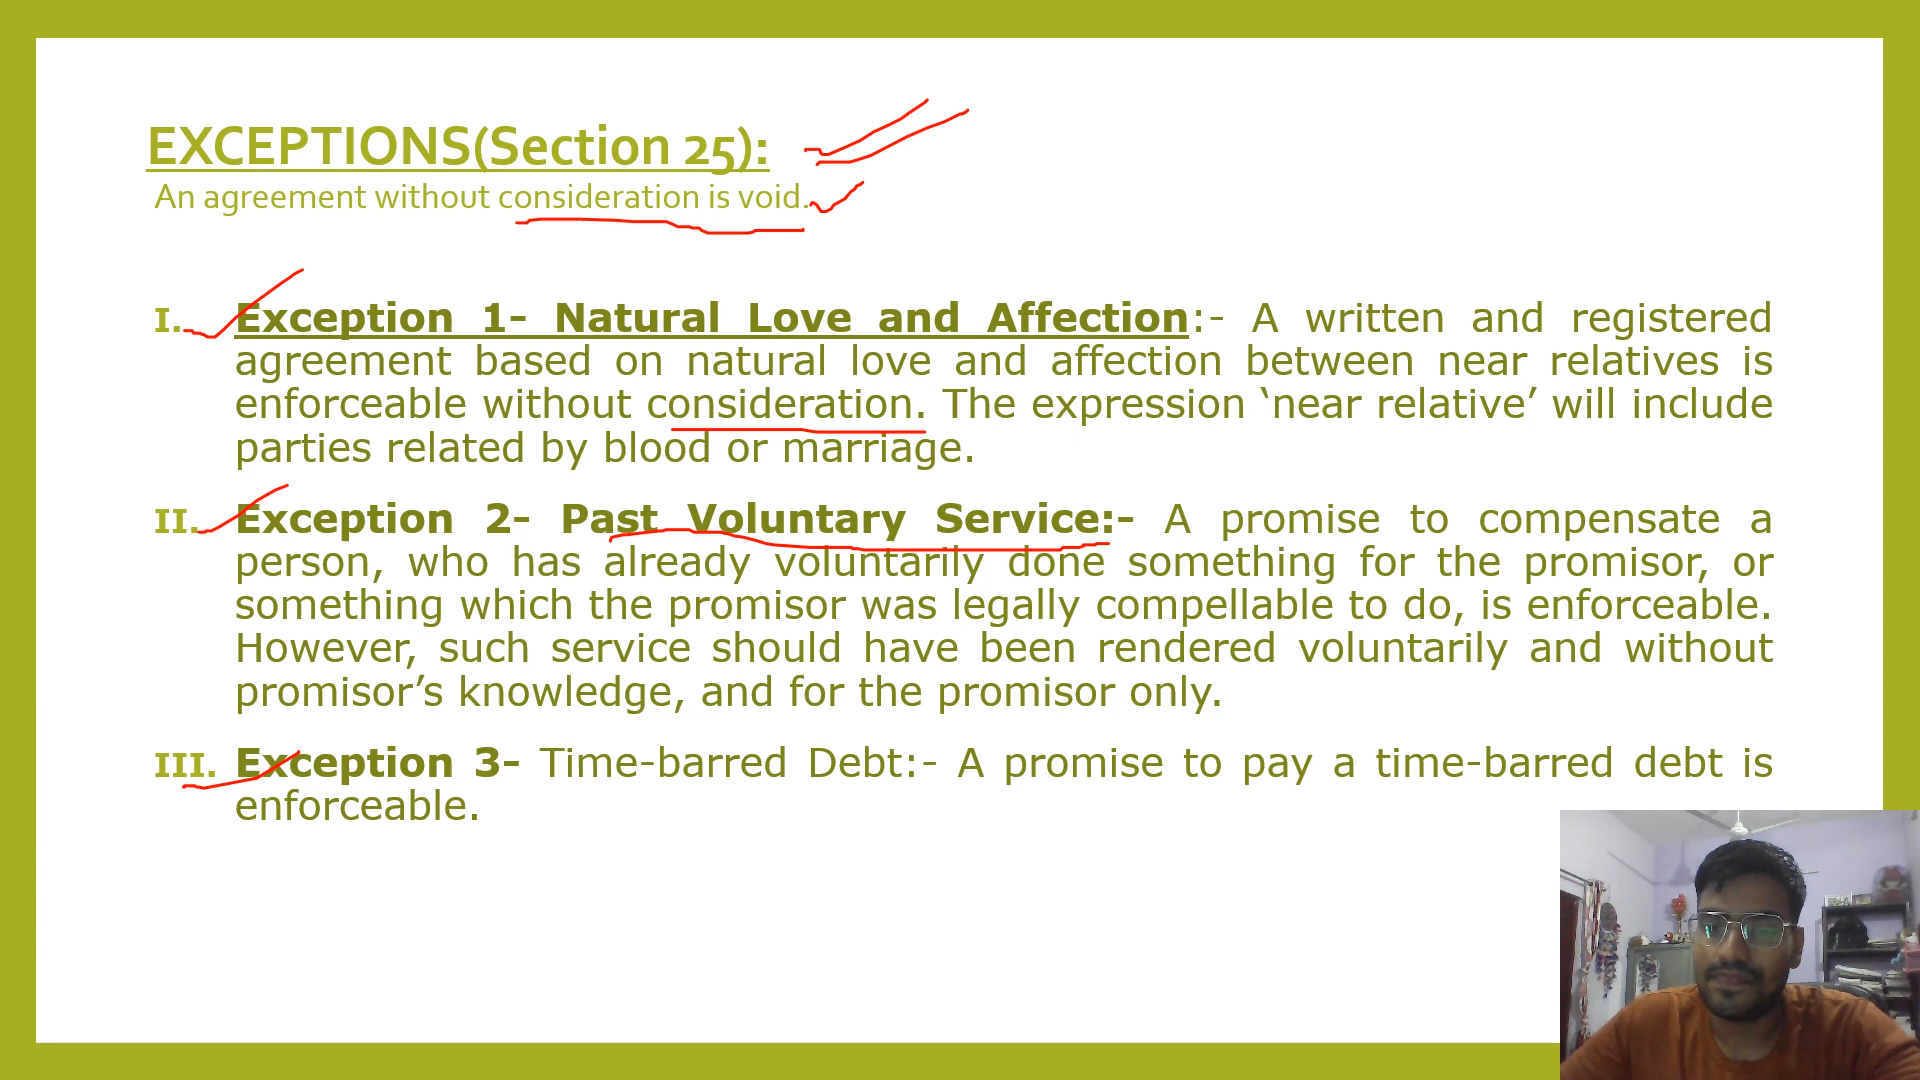 EXCEPTIONS(Section 25):
An agreement without consideration is void.
I. Exception 1- Natural Love and Affection:- A written and registered
agreement based on natural love and affection between near relatives is
enforceable without consideration. The expression ‘near relative’ will include
parties related by blood or marriage.
II. Exception 2- Past Voluntary Service:- A promise to compensate a
person, who has already voluntarily done something for the promisor, or
something which the promisor was legally compellable to do, is enforceable.
However, such service should have been rendered voluntarily and without
promisor’s knowledge, and for the promisor only.
III. Exception 3- Time-barred Debt:- A promise to pay a time-barred debt is
enforceable.